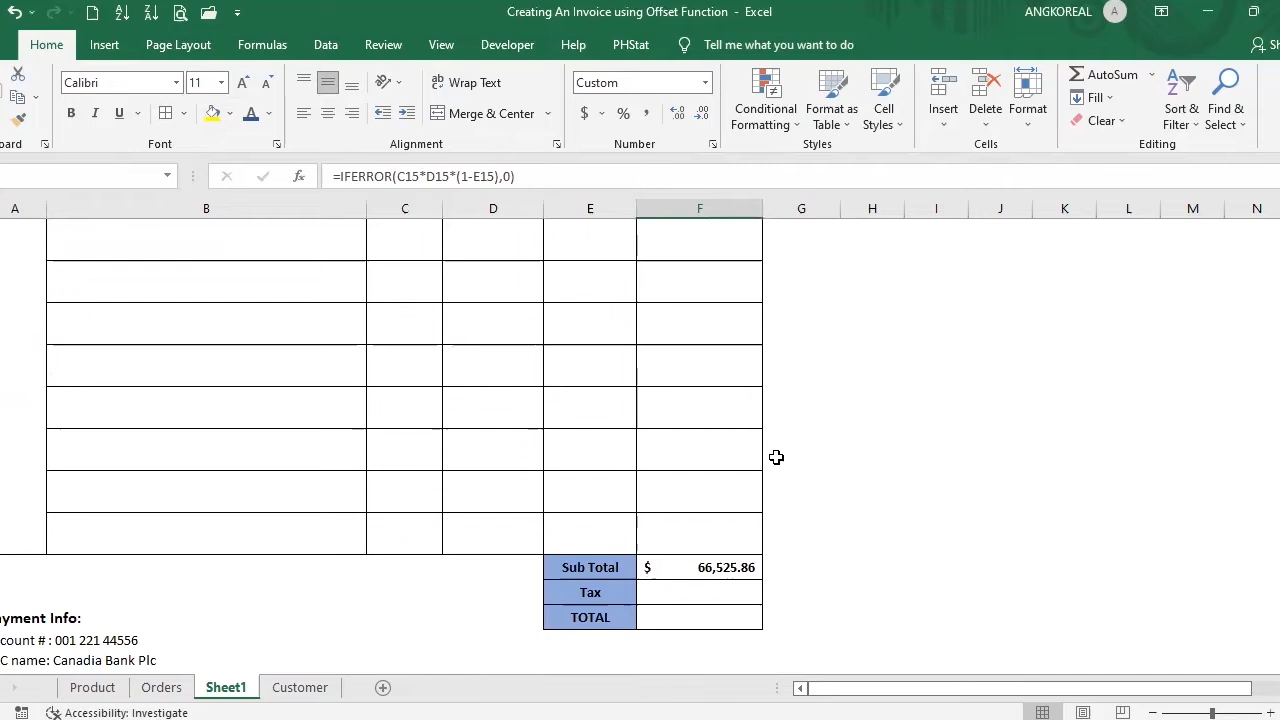 Creating An Invoice using Offset Function - Excel
ANGKOREAL A
Home Insert Page Layout Formulas Data Review View Developer Help PHStat Tell me what you want to do Sh
Calibri 11 Wrap Text Custom AutoSum
Fill
B I U A Merge & Center $ % Conditional Formatting Format as Table Cell Styles Insert Delete Format Clear Sort & Filter Find & Select
oard Font Alignment Number Styles Cells Editing
fx =IFERROR(C15*D15*(1-E15),0)
A B C D E F G H I J K L M N
Sub Total $ 66,525.86
Tax
TOTAL
ayment Info:
count # : 001 221 44556
C name: Canadia Bank Plc
Product Orders Sheet1 Customer
Accessibility: Investigate